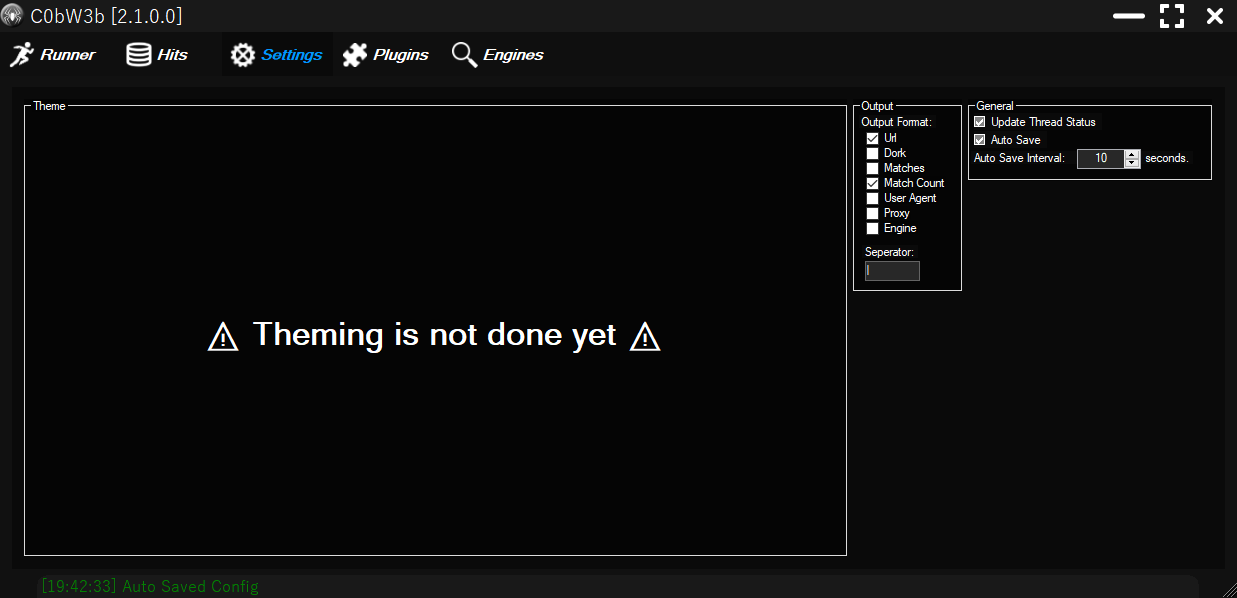 C0bW3b [2.1.0.0]
Runner Hits Settings Plugins Engines
Theme
⚠ Theming is not done yet ⚠
Output
Output Format:
Url
Dork
Matches
Match Count
User Agent
Proxy
Engine
Seperator:
|
General
Update Thread Status
Auto Save
Auto Save Interval: 10 seconds.
[19:42:33] Auto Saved Config